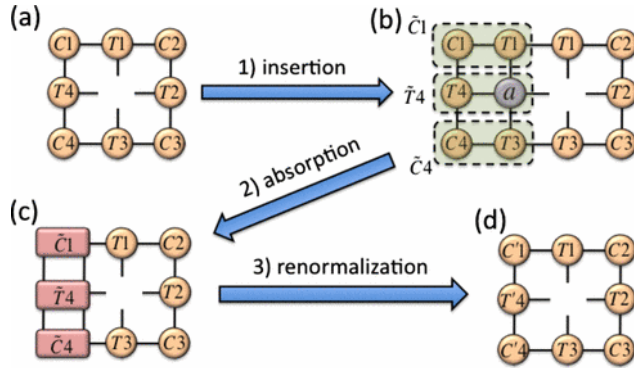 (a)
C1 T1 C2
T4 T2
C4 T3 C3
1) insertion
(b)
C̃1
C1 T1 T1 C2
T̃4
T4 a T2
C4 T3 T3 C3
C̃4
2) absorption
(c)
C̃1 T1 C2
T̃4 T2
C̃4 T3 C3
3) renormalization
(d)
C'1 T1 C2
T'4 T2
C'4 T3 C3